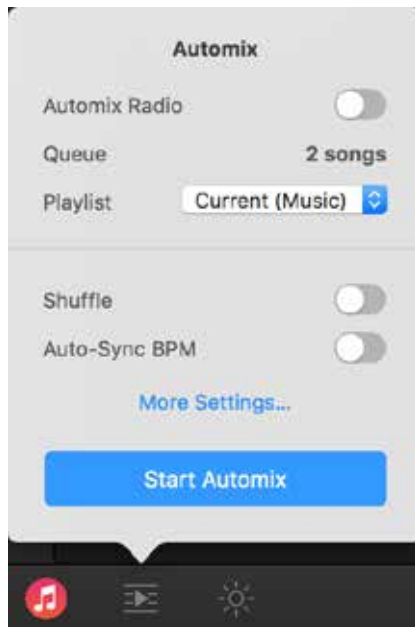 Automix
Automix Radio
Queue 2 songs
Playlist Current (Music)
Shuffle
Auto-Sync BPM
More Settings...
Start Automix